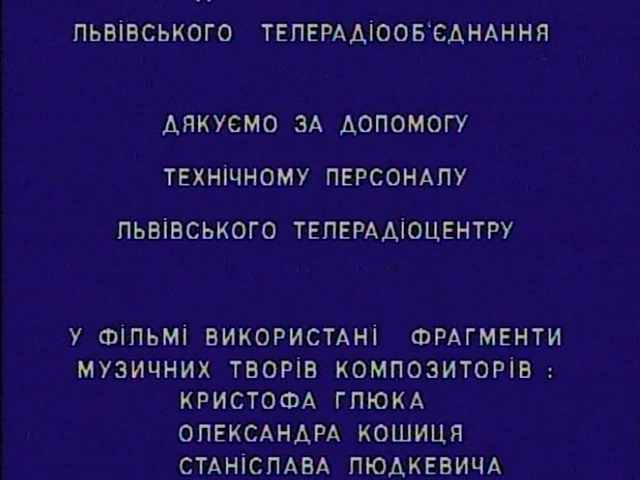 ЛЬВІВСЬКОГО ТЕЛЕРАДІООБ'ЄДНАННЯ
ДЯКУЄМО ЗА ДОПОМОГУ
ТЕХНІЧНОМУ ПЕРСОНАЛУ
ЛЬВІВСЬКОГО ТЕЛЕРАДІОЦЕНТРУ
У ФІЛЬМІ ВИКОРИСТАНІ ФРАГМЕНТИ
МУЗИЧНИХ ТВОРІВ КОМПОЗИТОРІВ :
КРИСТОФА ГЛЮКА
ОЛЕКСАНДРА КОШИЦЯ
СТАНІСЛАВА ЛЮДКЕВИЧА